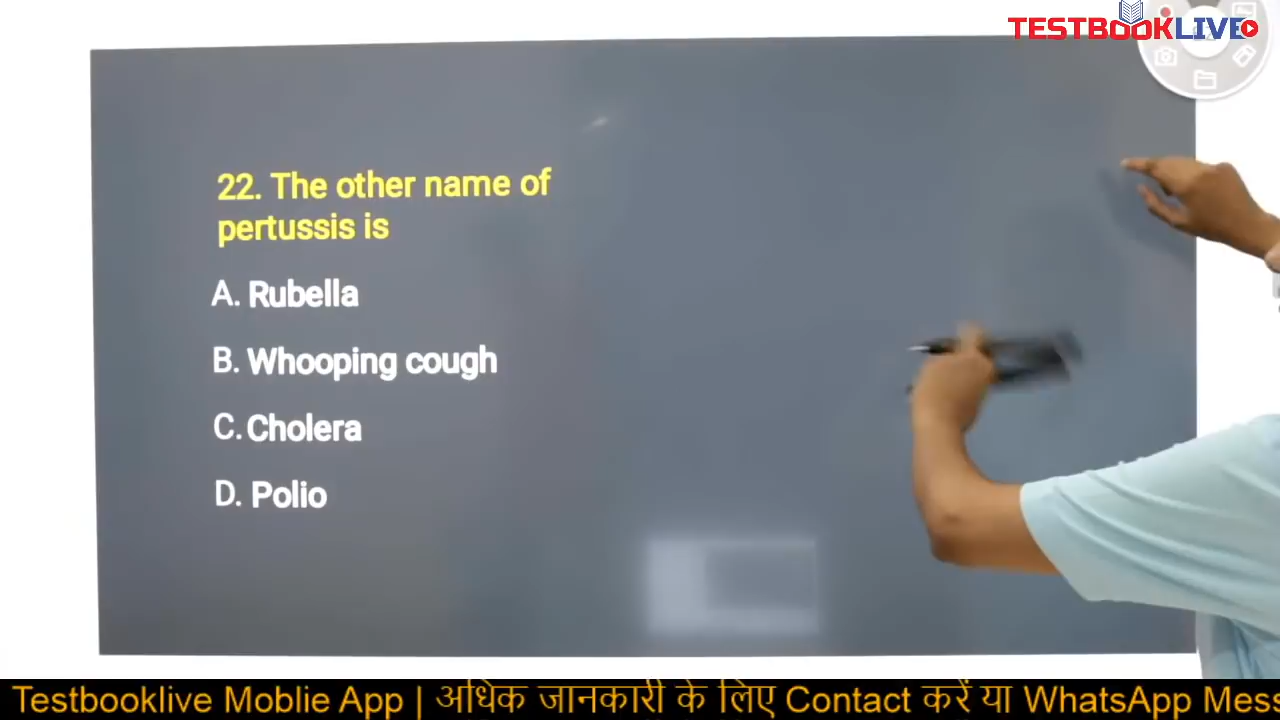 TESTBOOKLIVE
22. The other name of
pertussis is
A. Rubella
B. Whooping cough
C. Cholera
D. Polio
Testbooklive Moblie App | अधिक जानकारी के लिए Contact करें या WhatsApp Mess